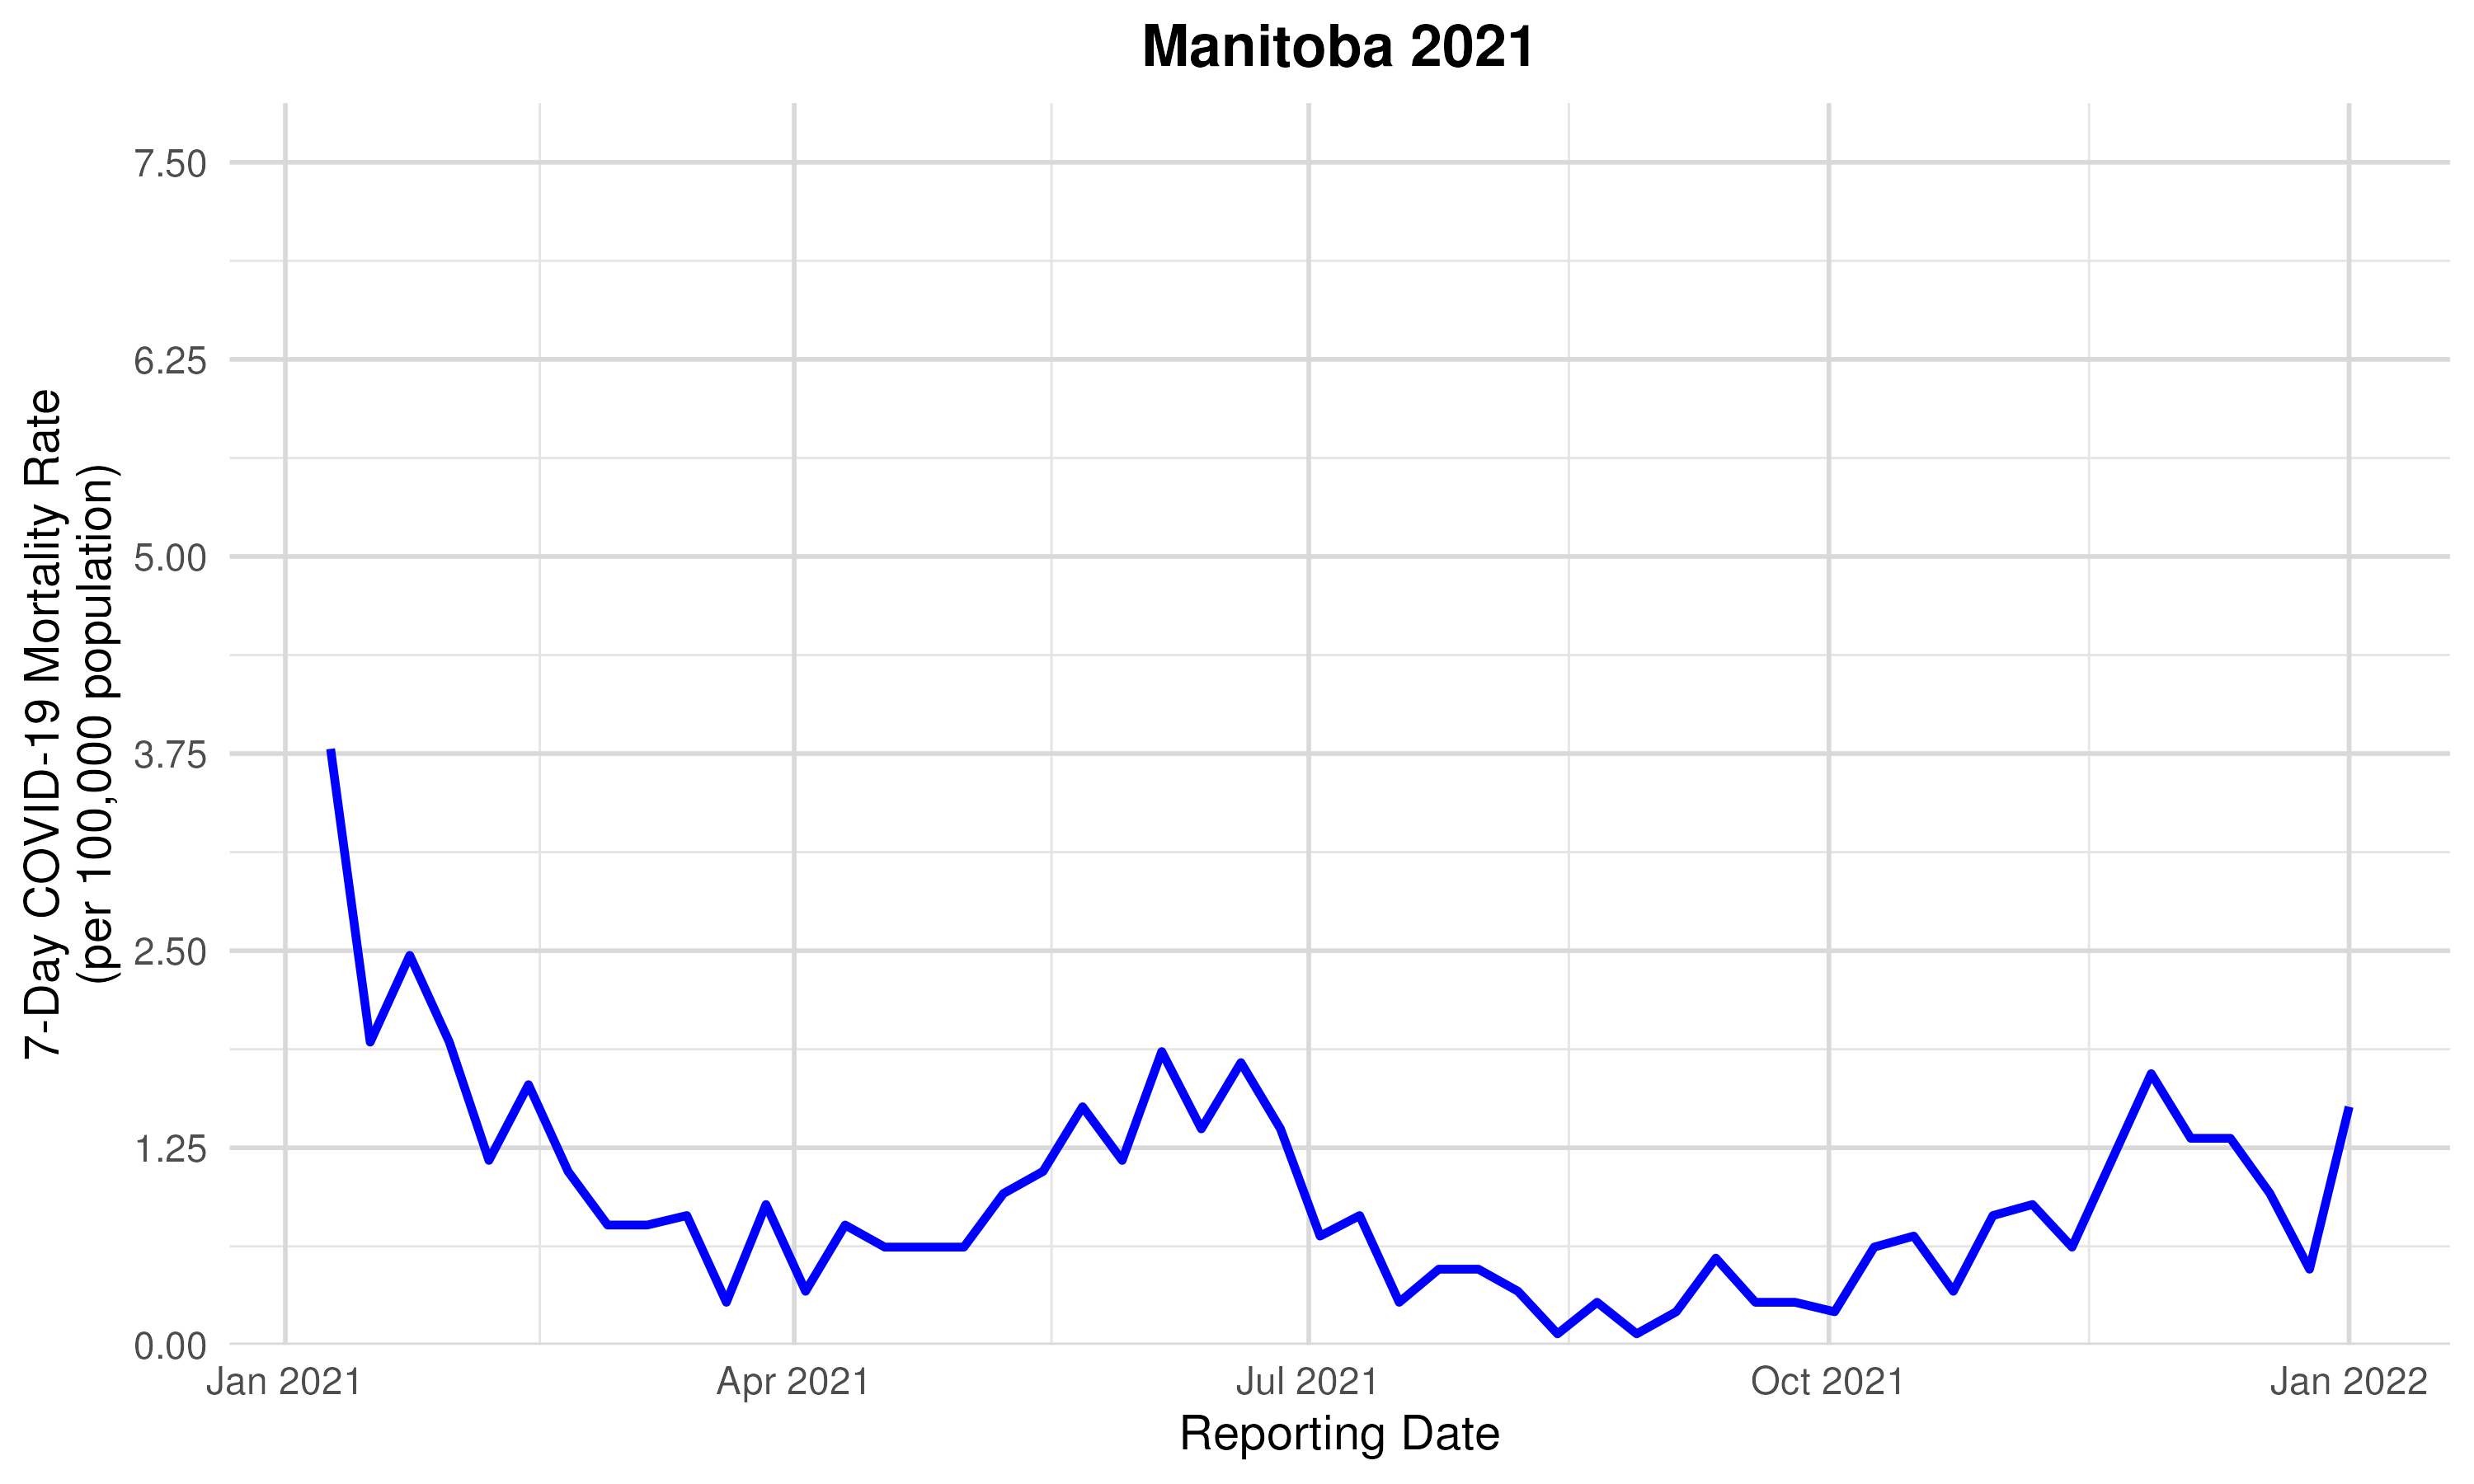 Manitoba 2021
7-Day COVID-19 Mortality Rate
(per 100,000 population)
7.50
6.25
5.00
3.75
2.50
1.25
0.00
Jan 2021
Apr 2021
Jul 2021
Oct 2021
Jan 2022
Reporting Date